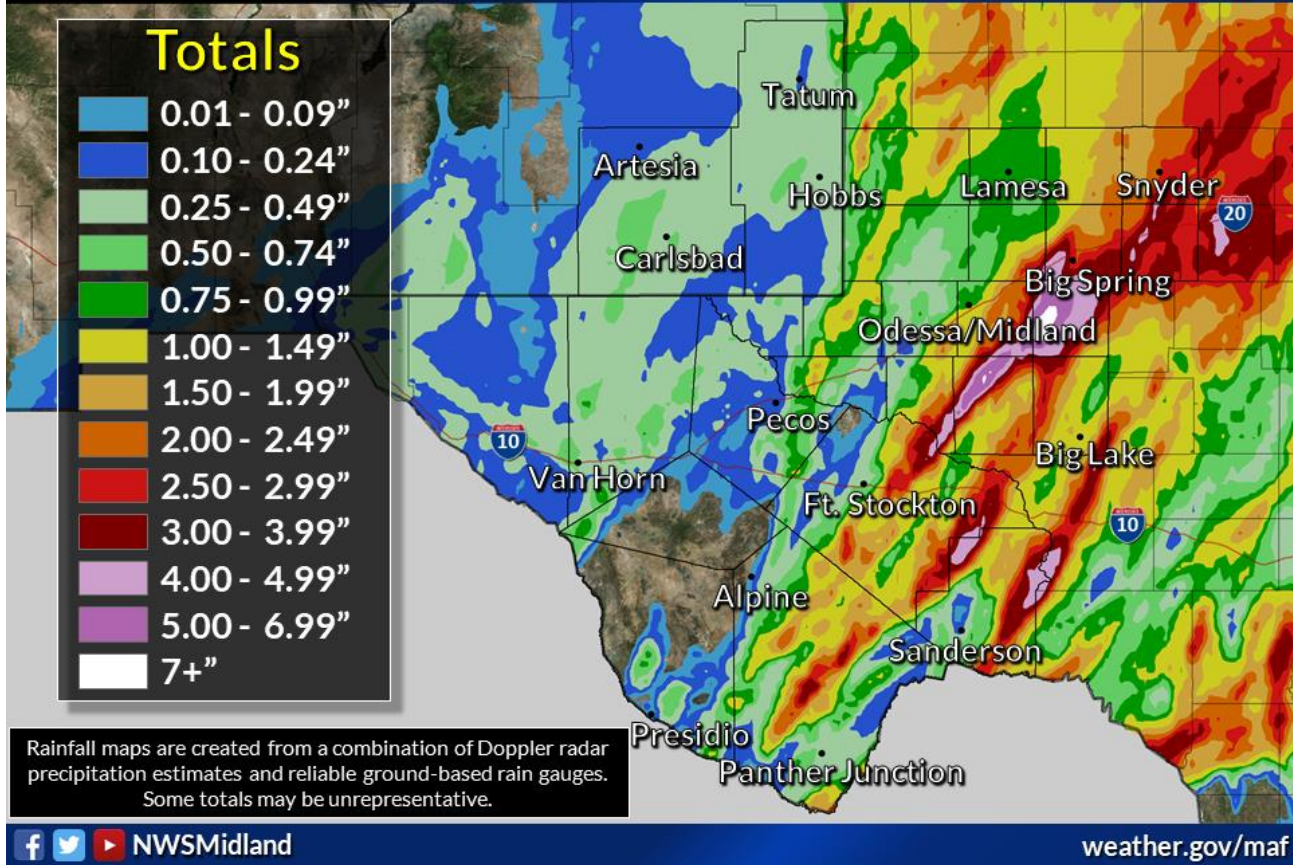 Totals
0.01 - 0.09”
0.10 - 0.24”
0.25 - 0.49”
0.50 - 0.74”
0.75 - 0.99”
1.00 - 1.49”
1.50 - 1.99”
2.00 - 2.49”
2.50 - 2.99”
3.00 - 3.99”
4.00 - 4.99”
5.00 - 6.99”
7+”
Tatum
Artesia
Hobbs
Lamesa
Snyder
20
Carlsbad
Big Spring
Odessa/Midland
Pecos
10
Van Horn
Big Lake
Ft. Stockton
10
Alpine
Sanderson
Presidio
Panther Junction
Rainfall maps are created from a combination of Doppler radar
precipitation estimates and reliable ground-based rain gauges.
Some totals may be unrepresentative.
NWSMidland
weather.gov/maf